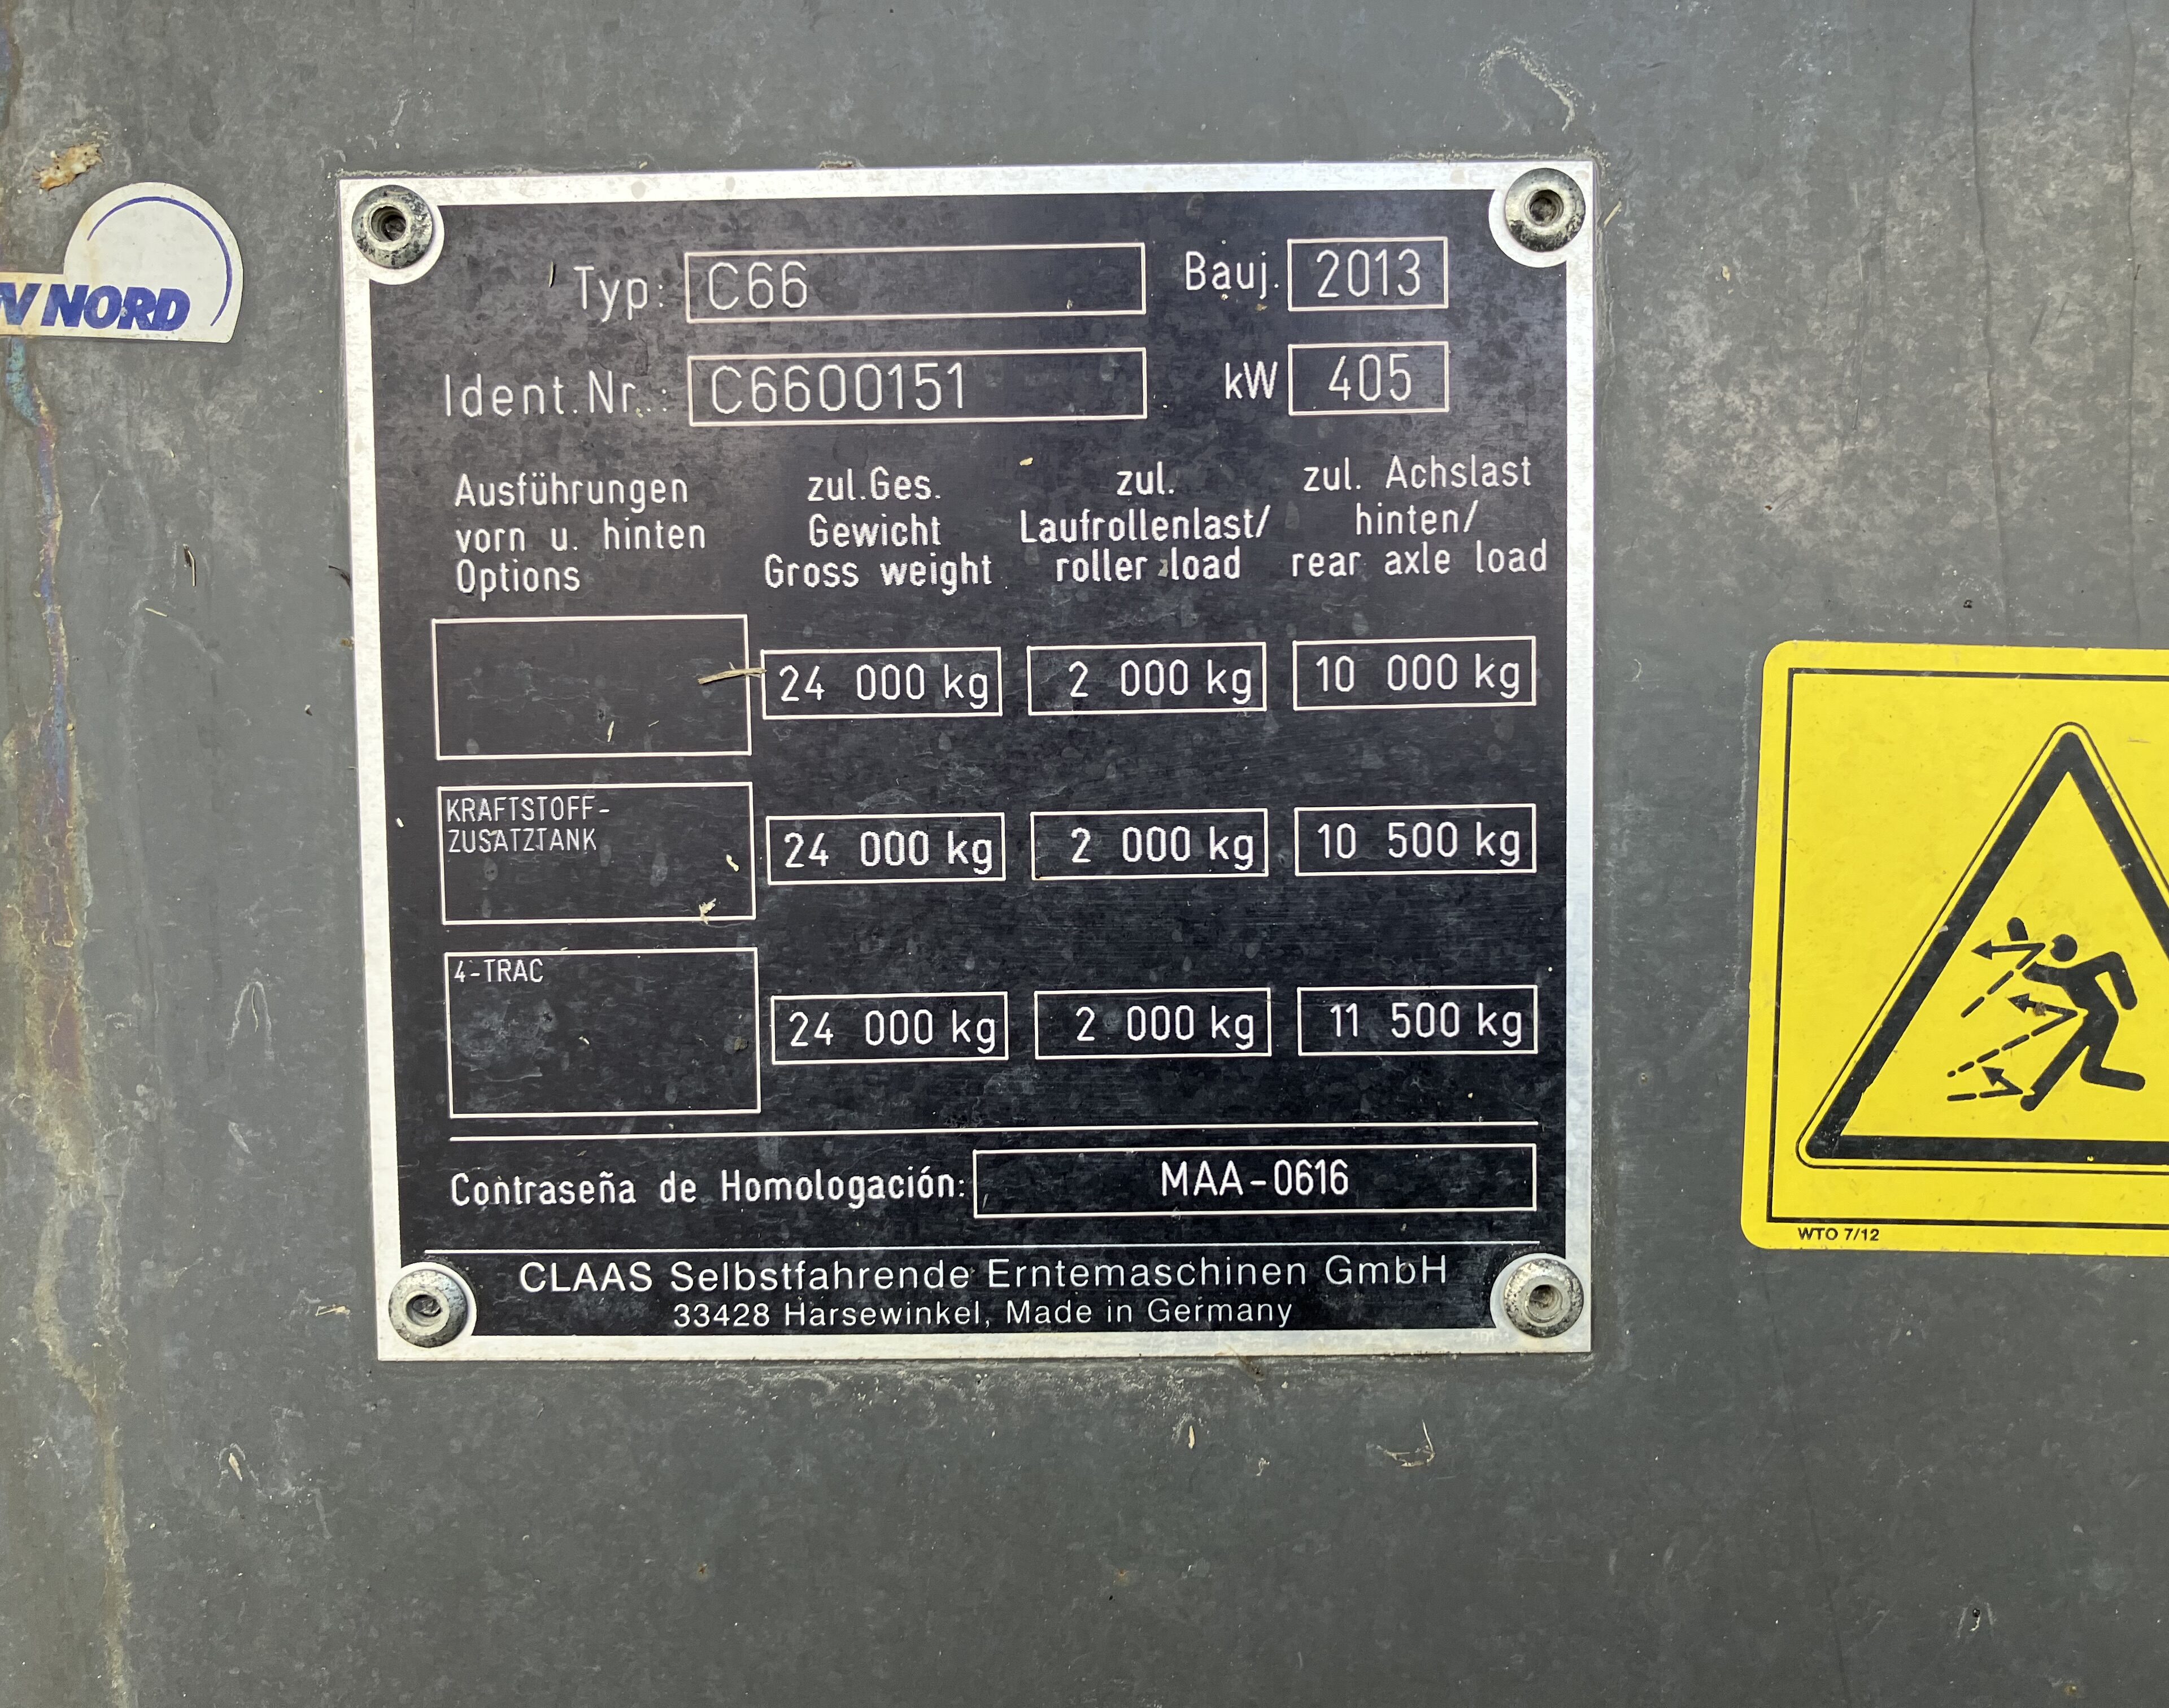 Typ: C66 Bauj. 2013
Ident.Nr.: C6600151 kW 405
Ausführungen
vorn u. hinten
Options
zul.Ges.
Gewicht
Gross weight
zul.
Laufrollenlast/
roller load
zul. Achslast
hinten/
rear axle load
24 000 kg 2 000 kg 10 000 kg
KRAFTSTOFF-
ZUSATZTANK
24 000 kg 2 000 kg 10 500 kg
4-TRAC
24 000 kg 2 000 kg 11 500 kg
Contraseña de Homologación: MAA-0616
CLAAS Selbstfahrende Erntemaschinen GmbH
33428 Harsewinkel, Made in Germany
NORD
WTO 7/12